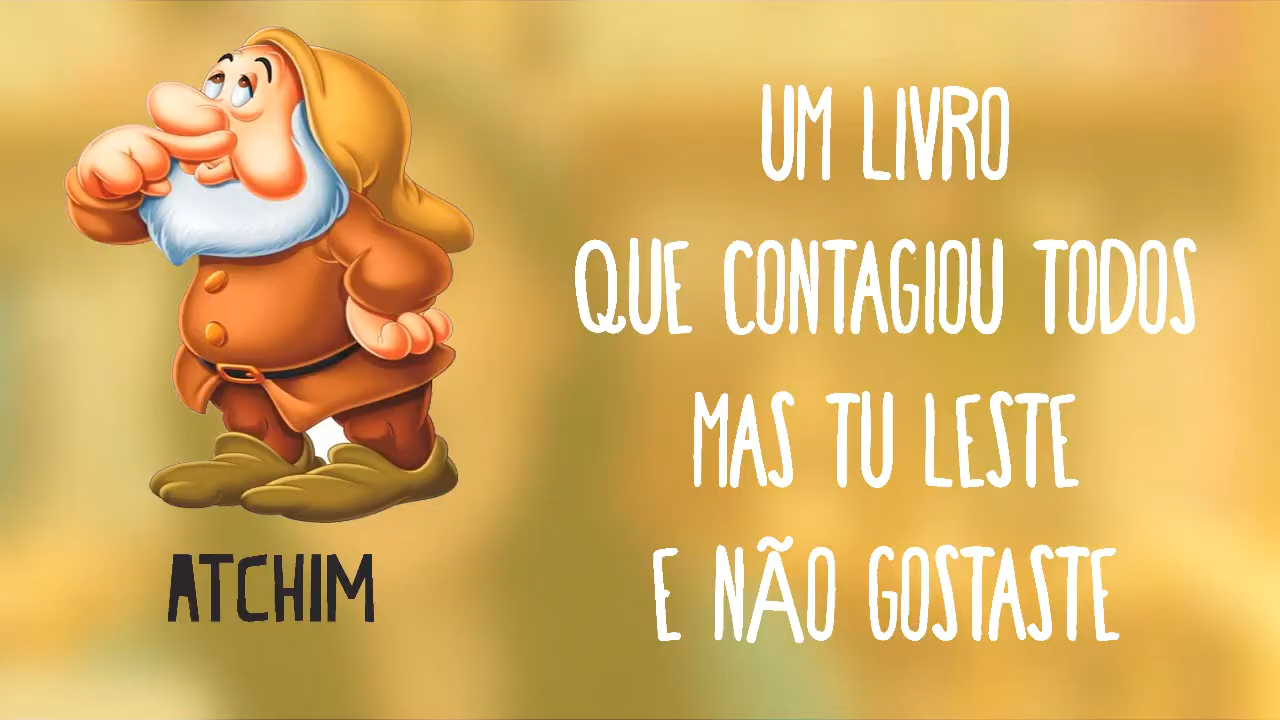 UM LIVRO
QUE CONTAGIOU TODOS
MAS TU LESTE
E NÃO GOSTASTE
ATCHIM